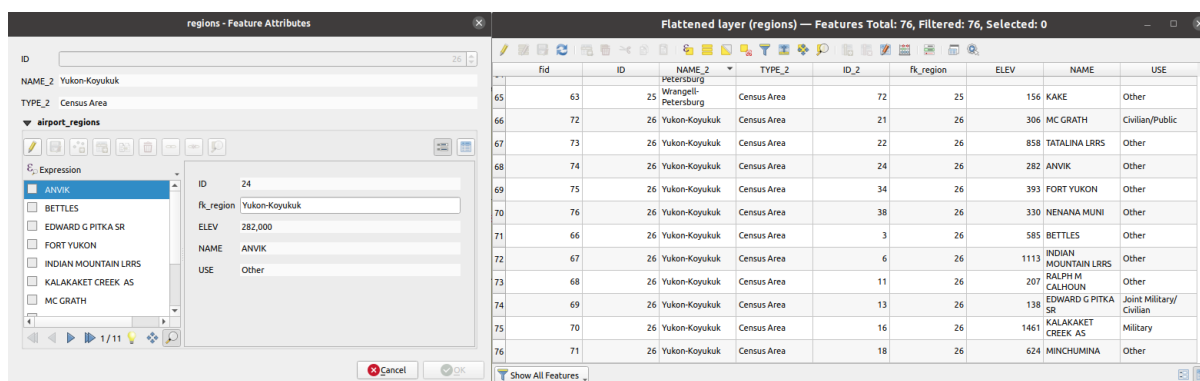 regions - Feature Attributes
ID 26
NAME_2 Yukon-Koyukuk
TYPE_2 Census Area
airport_regions
Expression
ANVIK
BETTLES
EDWARD G PITKA SR
FORT YUKON
INDIAN MOUNTAIN LRRS
KALAKAKET CREEK AS
MC GRATH
ID 24
fk_region Yukon-Koyukuk
ELEV 282,000
NAME ANVIK
USE Other
1 / 11
Cancel OK
Flattened layer (regions) — Features Total: 76, Filtered: 76, Selected: 0
fid ID NAME_2 TYPE_2 ID_2 fk_region ELEV NAME USE
Petersburg
65 63 25 Wrangell-Petersburg Census Area 72 25 156 KAKE Other
66 72 26 Yukon-Koyukuk Census Area 21 26 306 MC GRATH Civilian/Public
67 73 26 Yukon-Koyukuk Census Area 22 26 858 TATALINA LRRS Other
68 74 26 Yukon-Koyukuk Census Area 24 26 282 ANVIK Other
69 75 26 Yukon-Koyukuk Census Area 34 26 393 FORT YUKON Other
70 76 26 Yukon-Koyukuk Census Area 38 26 330 NENANA MUNI Other
71 66 26 Yukon-Koyukuk Census Area 3 26 585 BETTLES Other
72 67 26 Yukon-Koyukuk Census Area 6 26 1113 INDIAN MOUNTAIN LRRS Other
73 68 26 Yukon-Koyukuk Census Area 11 26 207 RALPH M CALHOUN Other
74 69 26 Yukon-Koyukuk Census Area 13 26 138 EDWARD G PITKA SR Joint Military/Civilian
75 70 26 Yukon-Koyukuk Census Area 16 26 1461 KALAKAKET CREEK AS Military
76 71 26 Yukon-Koyukuk Census Area 18 26 624 MINCHUMINA Other
Show All Features